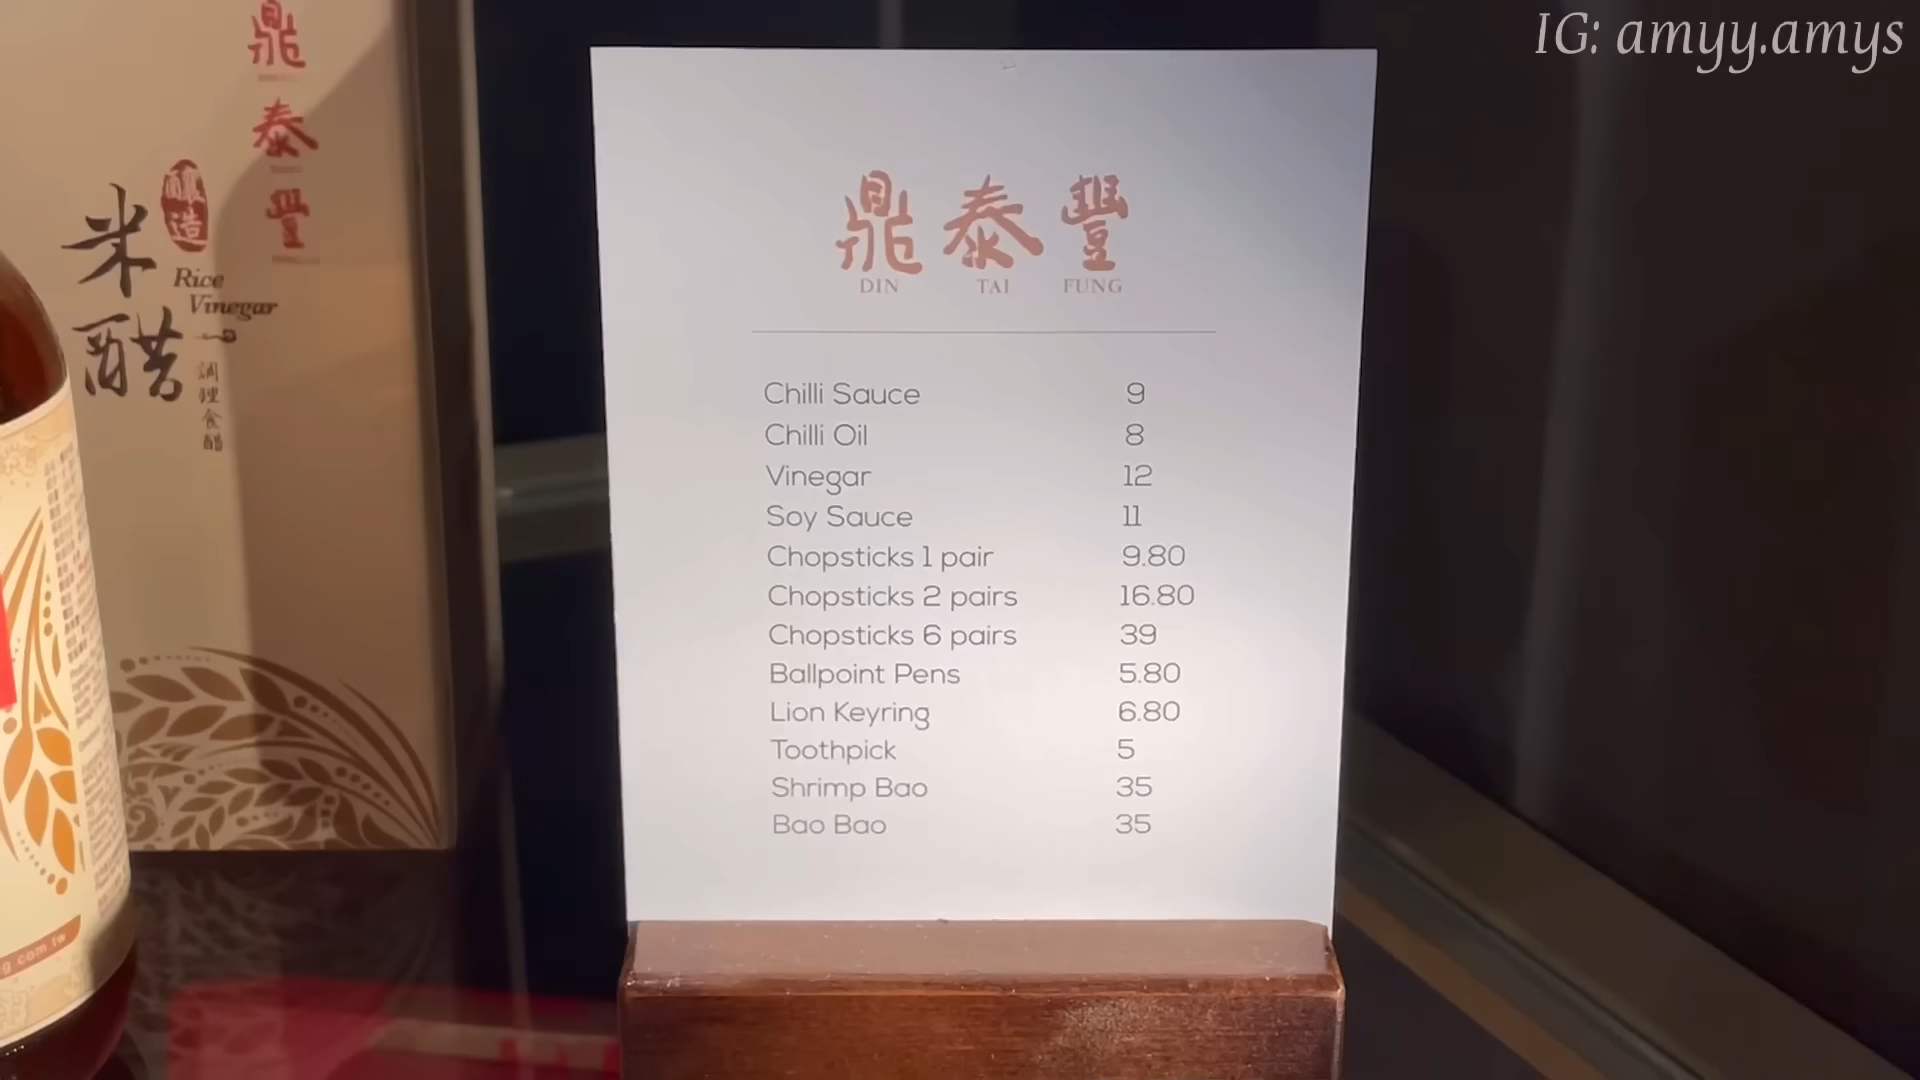 IG: amyy.amys
鼎
泰
豐
釀造
米醋
Rice
Vinegar
調理食醋
鼎泰豐
DIN TAI FUNG
Chilli Sauce 9
Chilli Oil 8
Vinegar 12
Soy Sauce 11
Chopsticks 1 pair 9.80
Chopsticks 2 pairs 16.80
Chopsticks 6 pairs 39
Ballpoint Pens 5.80
Lion Keyring 6.80
Toothpick 5
Shrimp Bao 35
Bao Bao 35
g.com.tw